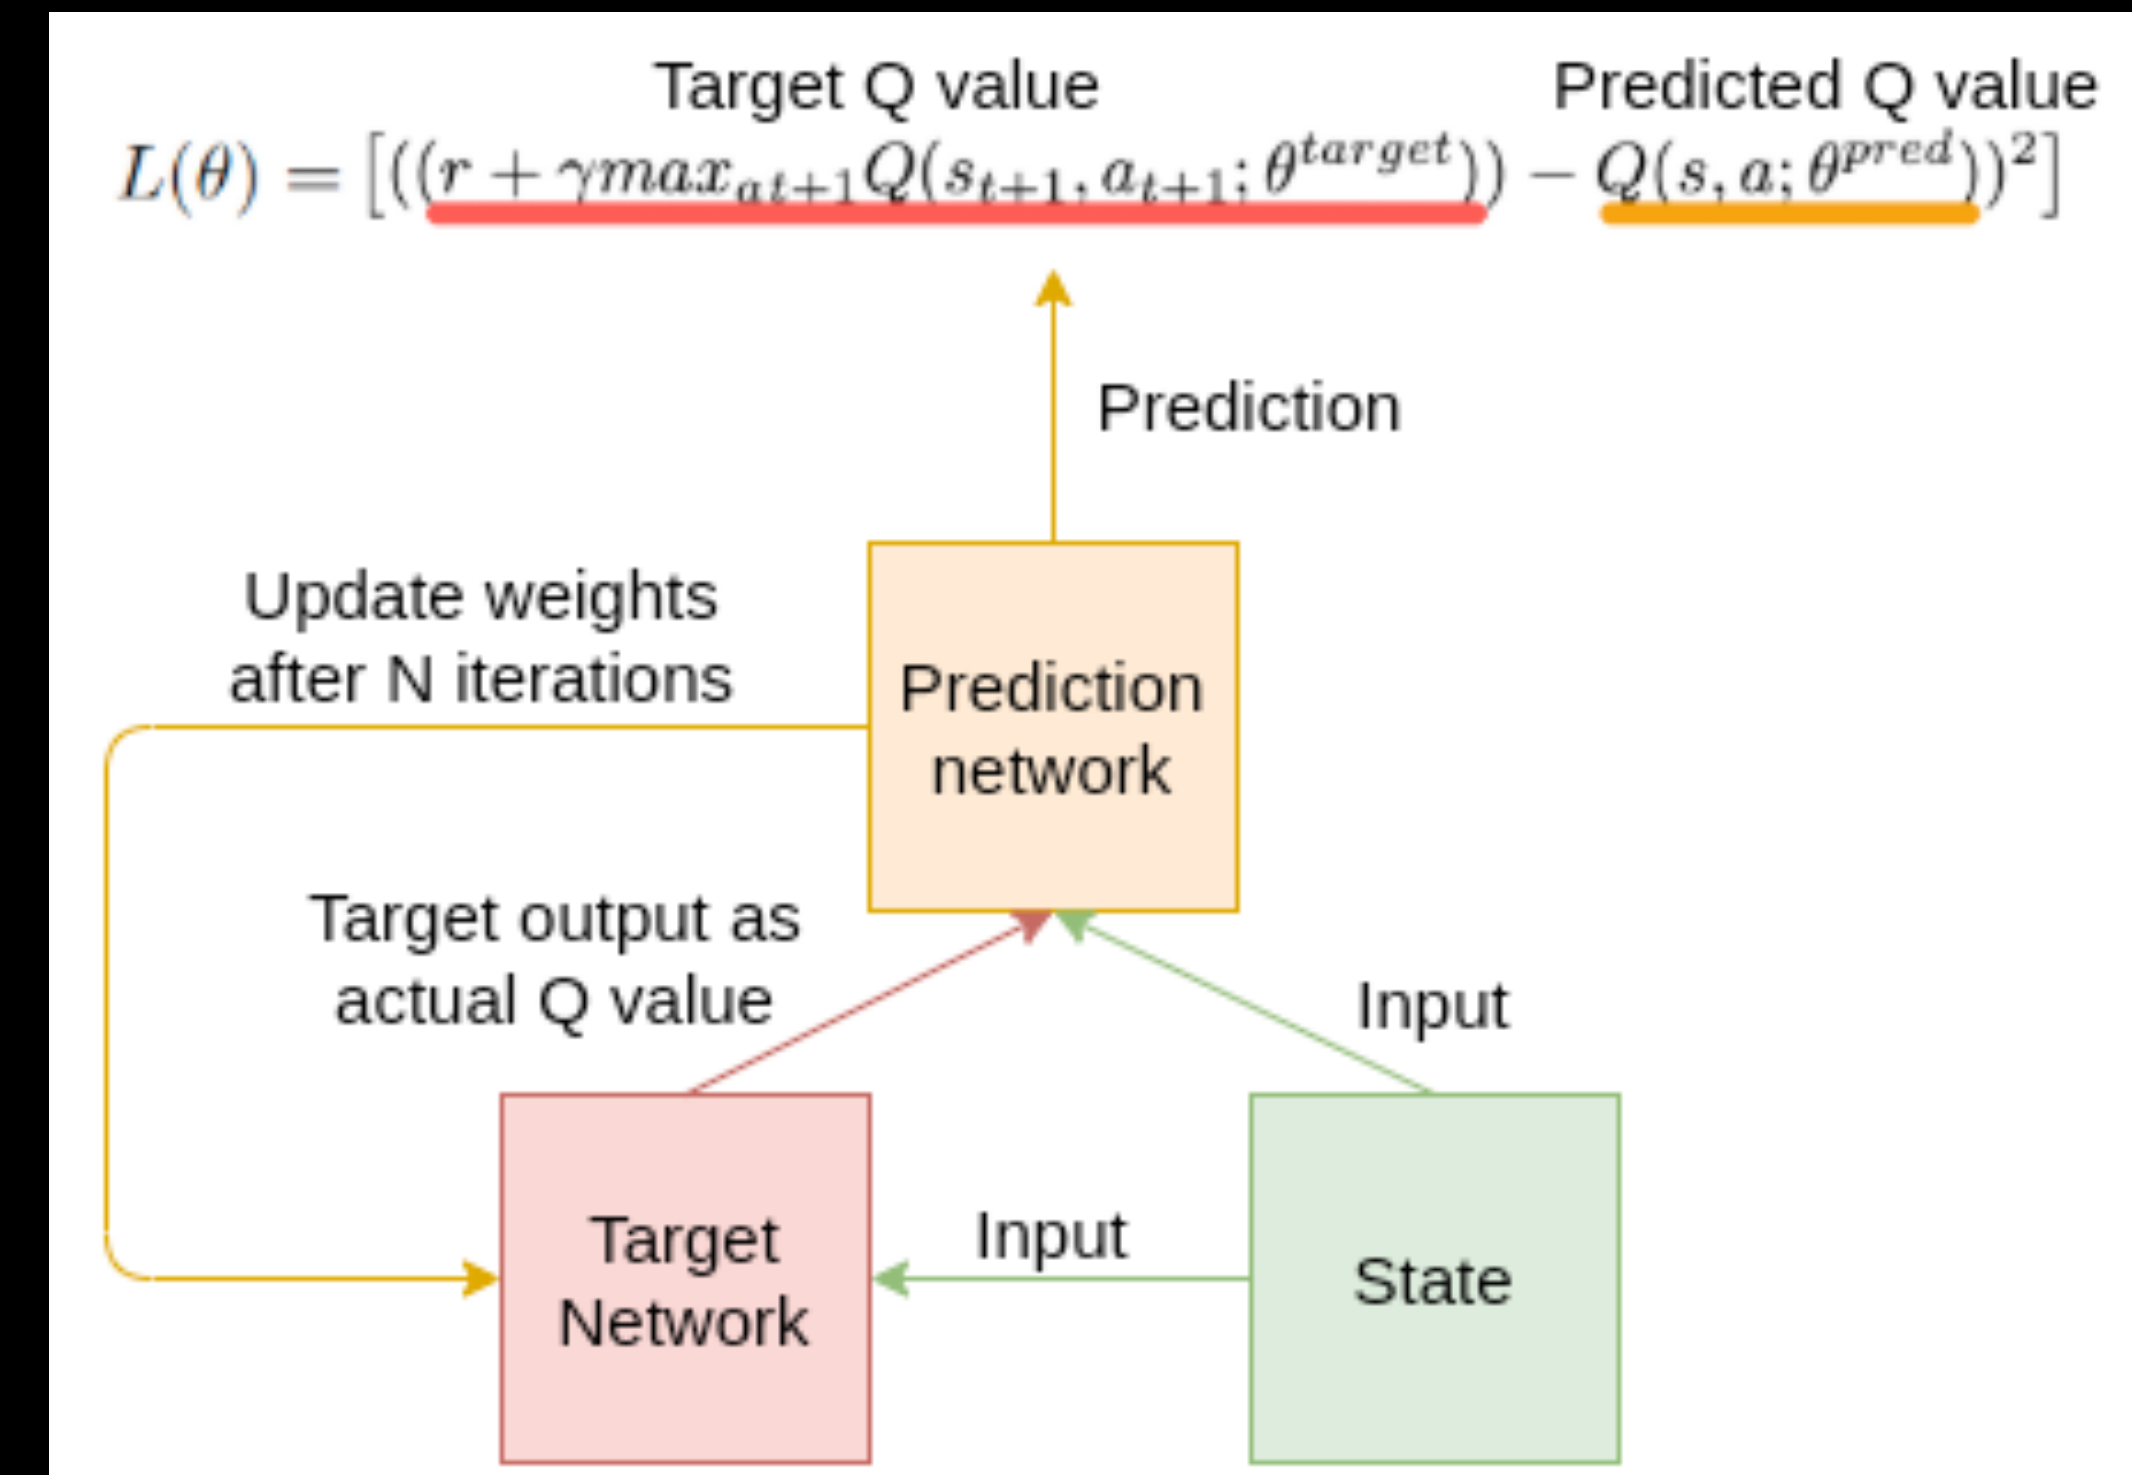 Target Q value
Predicted Q value
L(θ) = [((r + γmax_{at+1}Q(s_{t+1}, a_{t+1}; θ^{target})) − Q(s, a; θ^{pred}))^2]
Prediction
Update weights
after N iterations
Prediction
network
Target output as
actual Q value
Input
Target
Network
Input
State